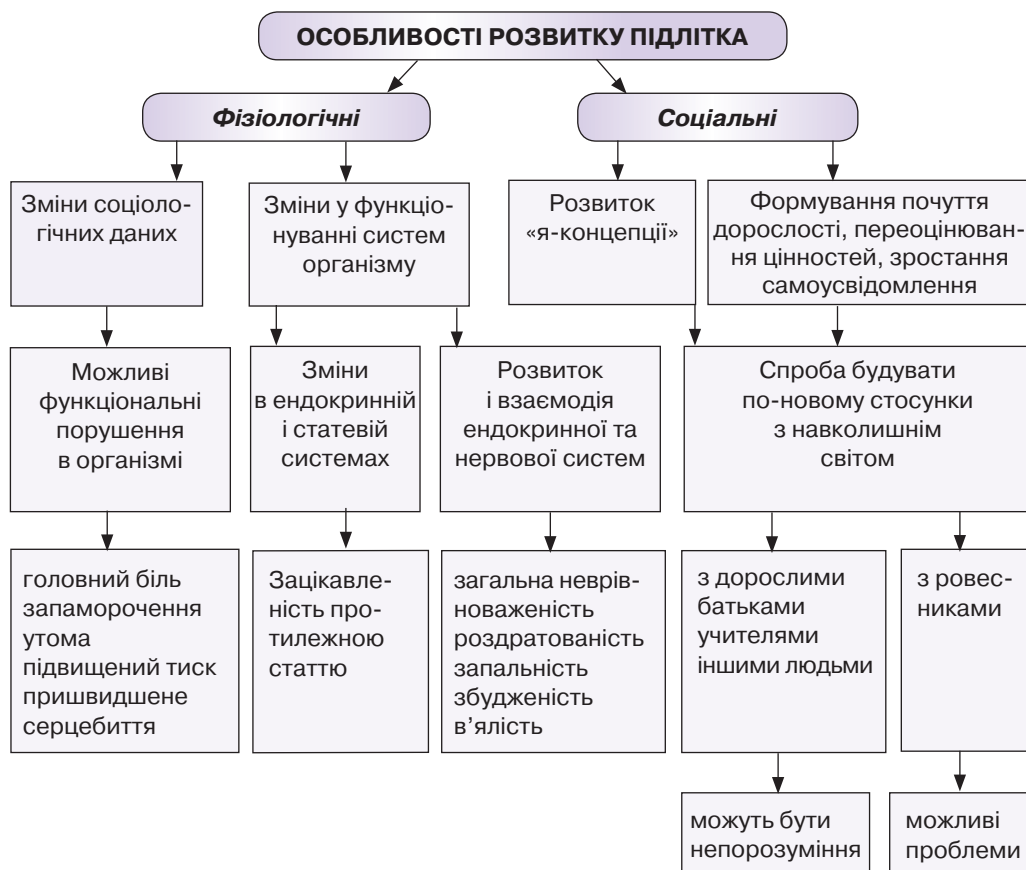 ОСОБЛИВОСТІ РОЗВИТКУ ПІДЛІТКА
Фізіологічні
Соціальні
Зміни соціоло-
гічних даних
Зміни у функціо-
нуванні систем
організму
Розвиток
«я-концепції»
Формування почуття
дорослості, переоцінюван-
ня цінностей, зростання
самоусвідомлення
Можливі
функціональні
порушення
в організмі
Зміни
в ендокринній
і статевій
системах
Розвиток
і взаємодія
ендокринної та
нервової систем
Спроба будувати
по-новому стосунки
з навколишнім
світом
головний біль
запаморочення
утома
підвищений тиск
пришвидшене
серцебиття
Зацікавле-
ність про-
тилежною
статтю
загальна неврів-
новаженість
роздратованість
запальність
збудженість
в’ялість
з дорослими
батьками
учителями
іншими людьми
з ровес-
никами
можуть бути
непорозуміння
можливі
проблеми